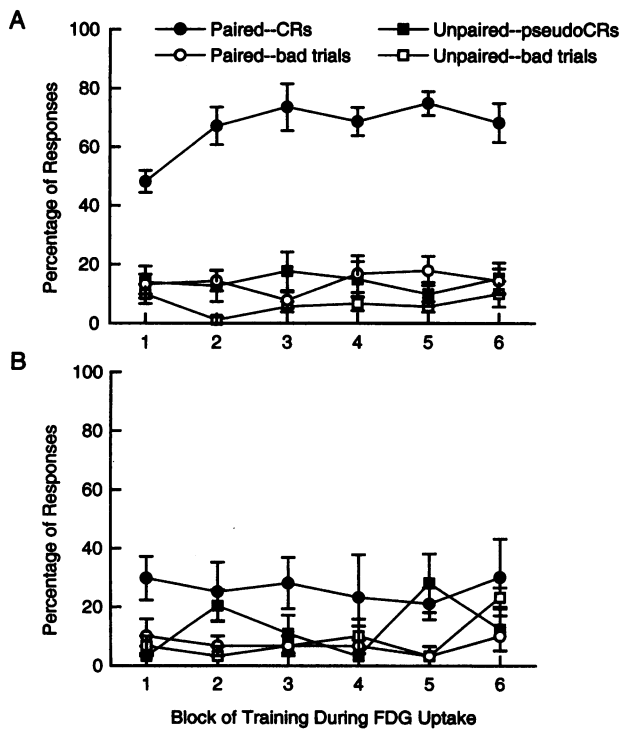 A
Paired--CRs
Unpaired--pseudoCRs
Paired--bad trials
Unpaired--bad trials
Percentage of Responses
100
80
60
40
20
0
1 2 3 4 5 6
B
Percentage of Responses
100
80
60
40
20
0
1 2 3 4 5 6
Block of Training During FDG Uptake